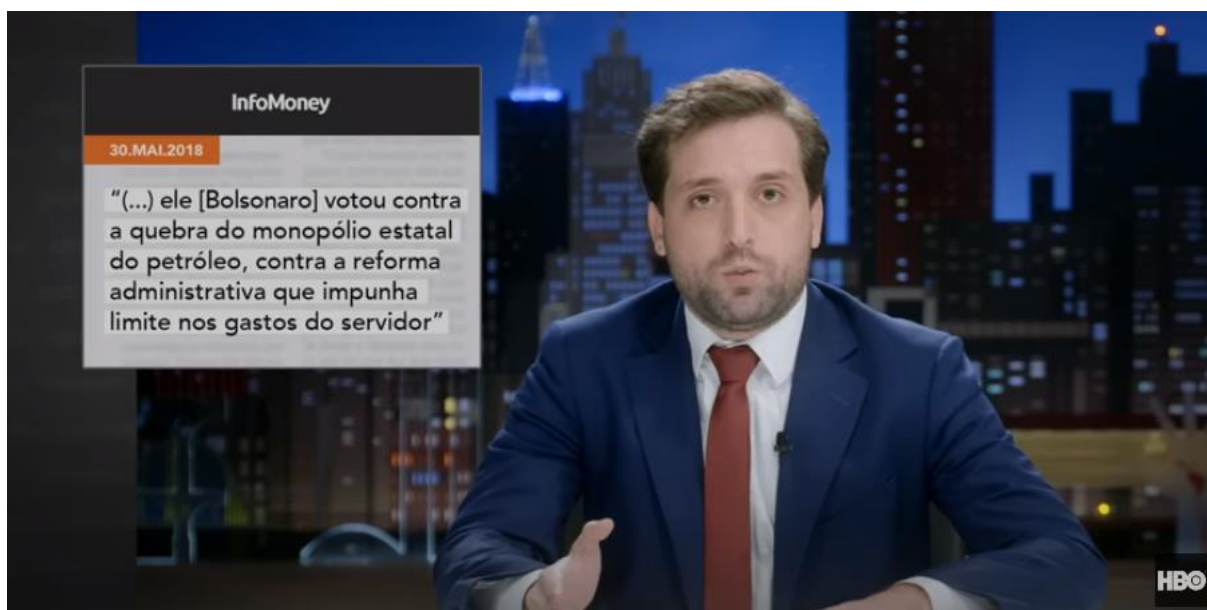 InfoMoney
30.MAI.2018
“(...) ele [Bolsonaro] votou contra
a quebra do monopólio estatal
do petróleo, contra a reforma
administrativa que impunha
limite nos gastos do servidor”
HBO